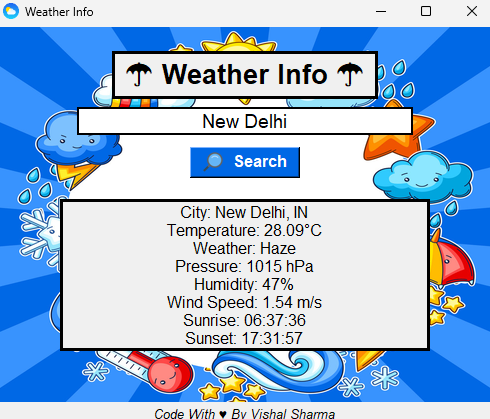 Weather Info
☂ Weather Info ☂
New Delhi
🔎 Search
City: New Delhi, IN
Temperature: 28.09°C
Weather: Haze
Pressure: 1015 hPa
Humidity: 47%
Wind Speed: 1.54 m/s
Sunrise: 06:37:36
Sunset: 17:31:57
Code With ♥ By Vishal Sharma